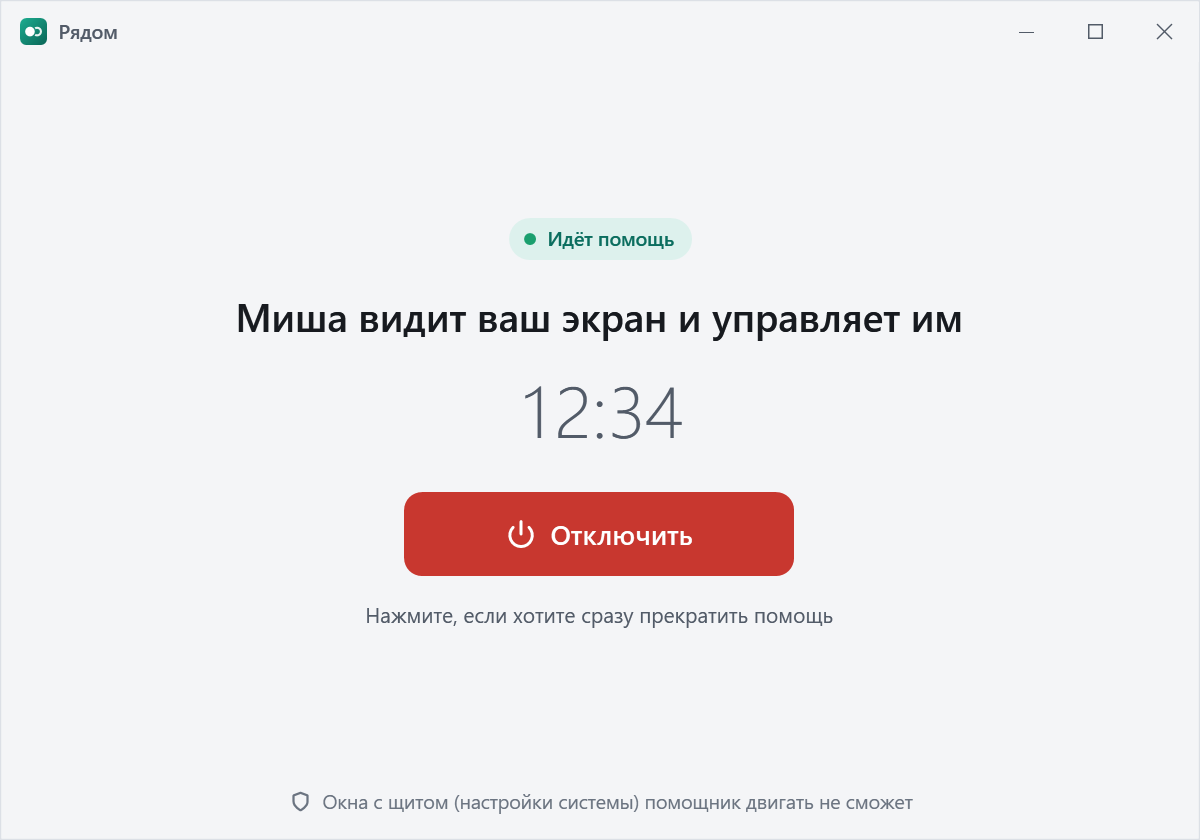 Рядом
Идёт помощь
Миша видит ваш экран и управляет им
12:34
Отключить
Нажмите, если хотите сразу прекратить помощь
Окна с щитом (настройки системы) помощник двигать не сможет